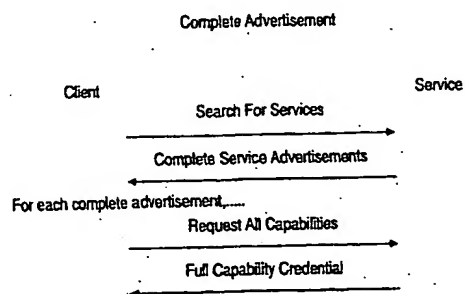 Complete Advertisement
Client
Service
Search For Services
Complete Service Advertisements
For each complete advertisement,.....
Request All Capabilities
Full Capability Credential